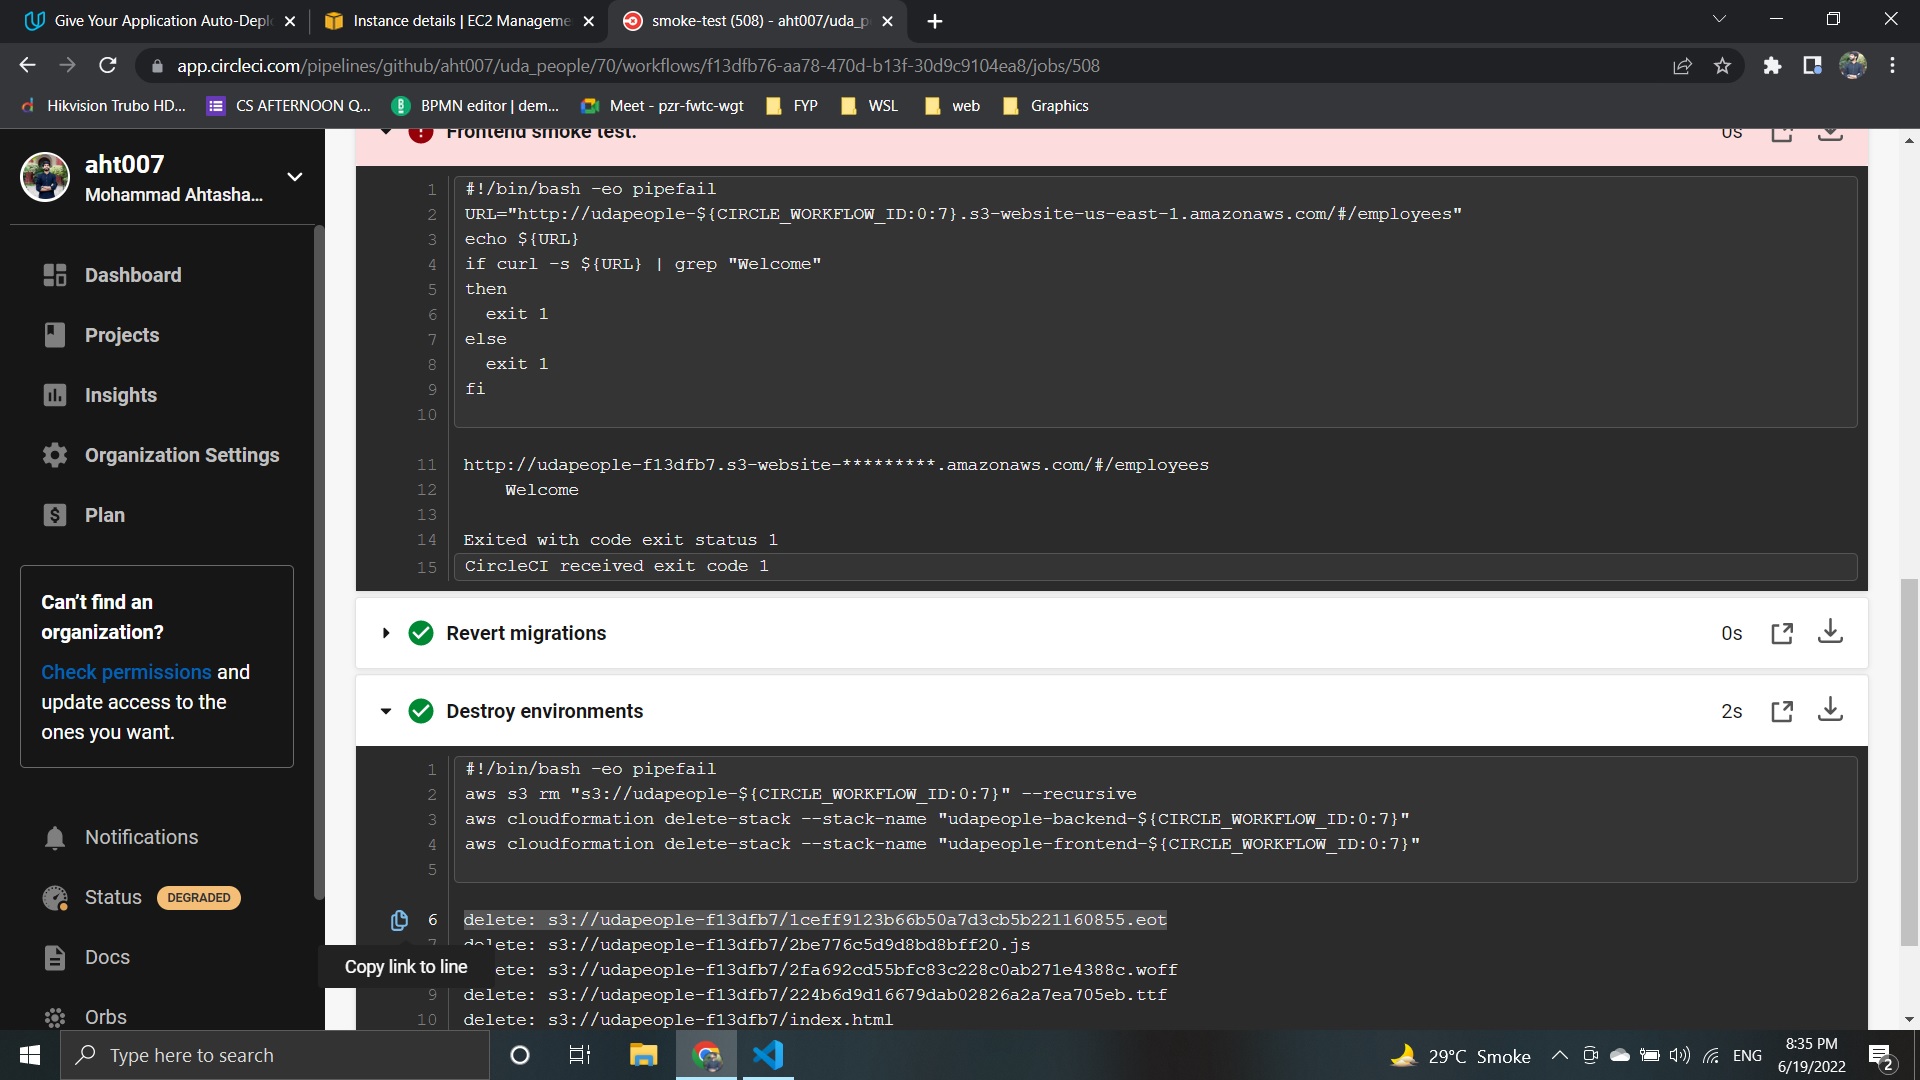 Give Your Application Auto-Depl
Instance details | EC2 Manageme
smoke-test (508) - aht007/uda_p
app.circleci.com/pipelines/github/aht007/uda_people/70/workflows/f13dfb76-aa78-470d-b13f-30d9c9104ea8/jobs/508
Hikvision Trubo HD...
CS AFTERNOON Q...
BPMN editor | dem...
Meet - pzr-fwtc-wgt
FYP
WSL
web
Graphics
aht007
Mohammad Ahtasha...
Dashboard
Projects
Insights
Organization Settings
Plan
Can't find an
organization?
Check permissions and
update access to the
ones you want.
Notifications
Status DEGRADED
Docs
Orbs
Frontend smoke test.
0s
1 #!/bin/bash -eo pipefail
2 URL="http://udapeople-${CIRCLE_WORKFLOW_ID:0:7}.s3-website-us-east-1.amazonaws.com/#/employees"
3 echo ${URL}
4 if curl -s ${URL} | grep "Welcome"
5 then
6 exit 1
7 else
8 exit 1
9 fi
10
11 http://udapeople-f13dfb7.s3-website-*********.amazonaws.com/#/employees
12 Welcome
13
14 Exited with code exit status 1
15 CircleCI received exit code 1
Revert migrations
0s
Destroy environments
2s
1 #!/bin/bash -eo pipefail
2 aws s3 rm "s3://udapeople-${CIRCLE_WORKFLOW_ID:0:7}" --recursive
3 aws cloudformation delete-stack --stack-name "udapeople-backend-${CIRCLE_WORKFLOW_ID:0:7}"
4 aws cloudformation delete-stack --stack-name "udapeople-frontend-${CIRCLE_WORKFLOW_ID:0:7}"
5
6 delete: s3://udapeople-f13dfb7/1ceff9123b66b50a7d3cb5b221160855.eot
7 delete: s3://udapeople-f13dfb7/2be776c5d9d8bd8bff20.js
Copy link to line
ete: s3://udapeople-f13dfb7/2fa692cd55bfc83c228c0ab271e4388c.woff
9 delete: s3://udapeople-f13dfb7/224b6d9d16679dab02826a2a7ea705eb.ttf
10 delete: s3://udapeople-f13dfb7/index.html
Type here to search
29°C Smoke
ENG
8:35 PM
6/19/2022
2